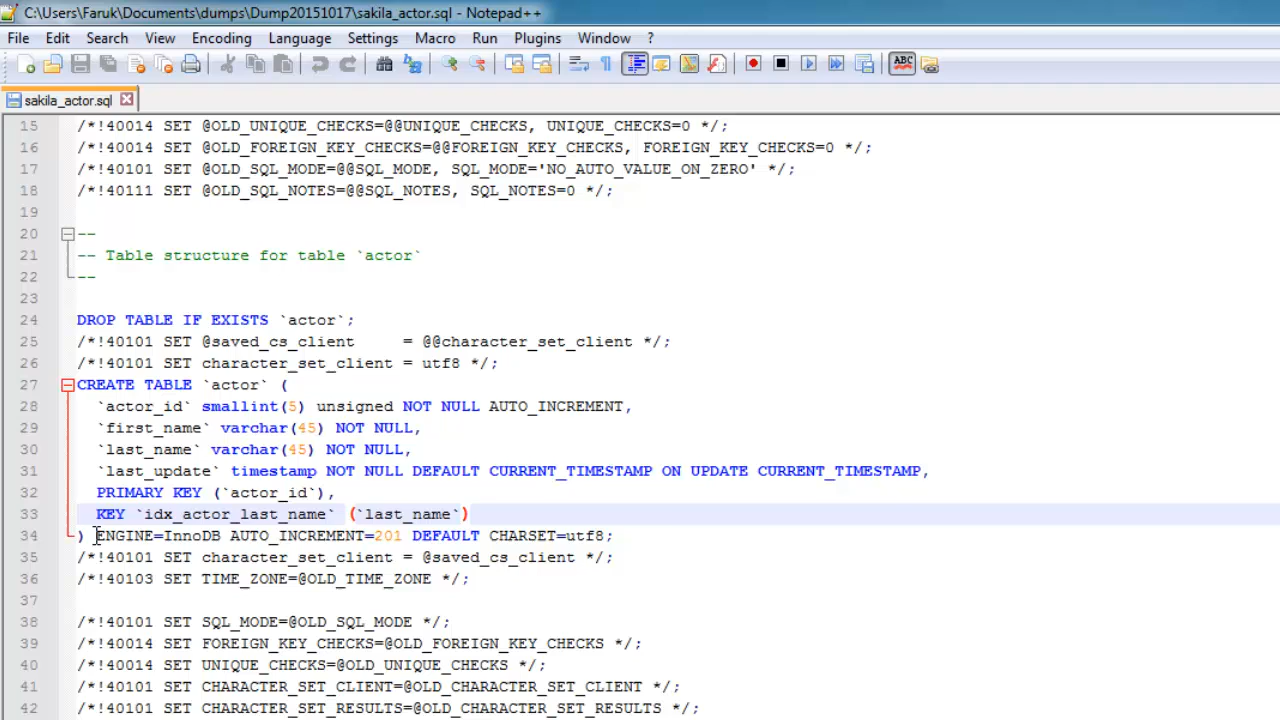 C:\Users\Faruk\Documents\dumps\Dump20151017\sakila_actor.sql - Notepad++
File Edit Search View Encoding Language Settings Macro Run Plugins Window ?
ABC
sakila_actor.sql
15 /*!40014 SET @OLD_UNIQUE_CHECKS=@@UNIQUE_CHECKS, UNIQUE_CHECKS=0 */;
16 /*!40014 SET @OLD_FOREIGN_KEY_CHECKS=@@FOREIGN_KEY_CHECKS, FOREIGN_KEY_CHECKS=0 */;
17 /*!40101 SET @OLD_SQL_MODE=@@SQL_MODE, SQL_MODE='NO_AUTO_VALUE_ON_ZERO' */;
18 /*!40111 SET @OLD_SQL_NOTES=@@SQL_NOTES, SQL_NOTES=0 */;
19
20 --
21 -- Table structure for table `actor`
22 --
23
24 DROP TABLE IF EXISTS `actor`;
25 /*!40101 SET @saved_cs_client     = @@character_set_client */;
26 /*!40101 SET character_set_client = utf8 */;
27 CREATE TABLE `actor` (
28   `actor_id` smallint(5) unsigned NOT NULL AUTO_INCREMENT,
29   `first_name` varchar(45) NOT NULL,
30   `last_name` varchar(45) NOT NULL,
31   `last_update` timestamp NOT NULL DEFAULT CURRENT_TIMESTAMP ON UPDATE CURRENT_TIMESTAMP,
32   PRIMARY KEY (`actor_id`),
33   KEY `idx_actor_last_name` (`last_name`)
34 ) ENGINE=InnoDB AUTO_INCREMENT=201 DEFAULT CHARSET=utf8;
35 /*!40101 SET character_set_client = @saved_cs_client */;
36 /*!40103 SET TIME_ZONE=@OLD_TIME_ZONE */;
37
38 /*!40101 SET SQL_MODE=@OLD_SQL_MODE */;
39 /*!40014 SET FOREIGN_KEY_CHECKS=@OLD_FOREIGN_KEY_CHECKS */;
40 /*!40014 SET UNIQUE_CHECKS=@OLD_UNIQUE_CHECKS */;
41 /*!40101 SET CHARACTER_SET_CLIENT=@OLD_CHARACTER_SET_CLIENT */;
42 /*!40101 SET CHARACTER_SET_RESULTS=@OLD_CHARACTER_SET_RESULTS */;